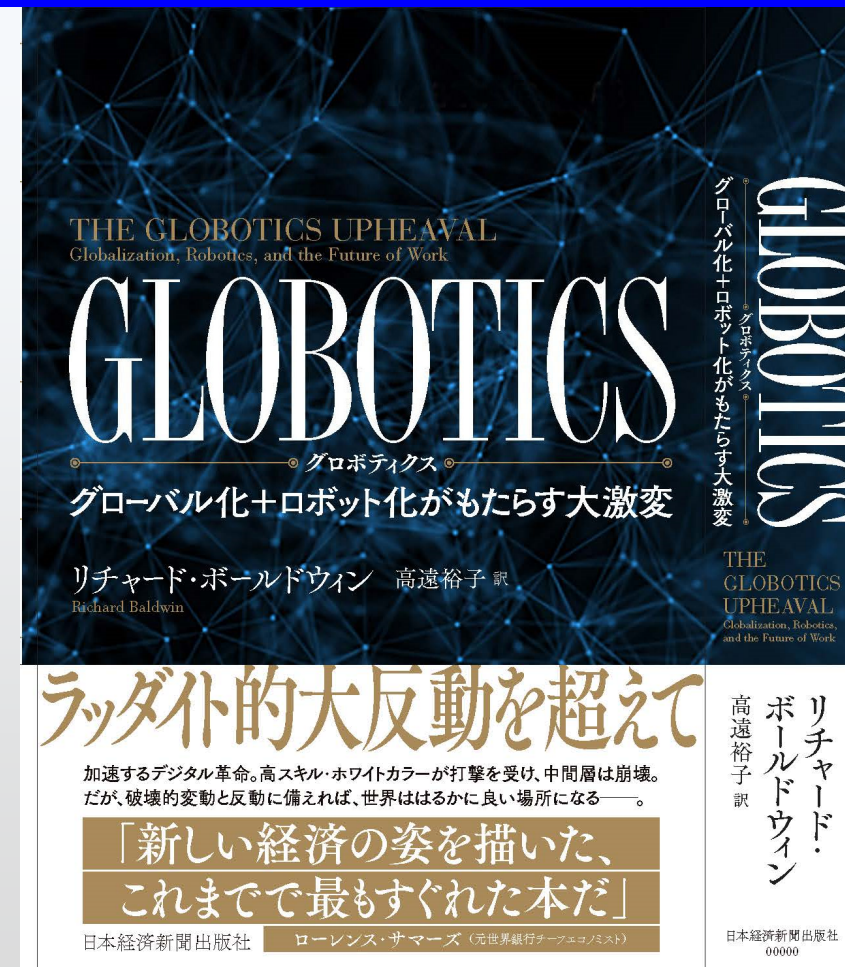 THE GLOBOTICS UPHEAVAL
Globalization, Robotics, and the Future of Work
GLOBOTICS
グロボティクス
グローバル化＋ロボット化がもたらす大激変
リチャード・ボールドウィン 高遠裕子 訳
Richard Baldwin
ラッダイト的大反動を超えて
加速するデジタル革命。高スキル・ホワイトカラーが打撃を受け、中間層は崩壊。
だが、破壊的変動と反動に備えれば、世界ははるかに良い場所になる――。
「新しい経済の姿を描いた、
これまでで最もすぐれた本だ」
日本経済新聞出版社 ローレンス・サマーズ（元世界銀行チーフエコノミスト）
GLOBOTICS
グロボティクス
グローバル化＋ロボット化がもたらす大激変
THE
GLOBOTICS
UPHEAVAL
Globalization, Robotics,
and the Future of Work
リチャード・
ボールドウィン
高遠裕子 訳
日本経済新聞出版社
00000